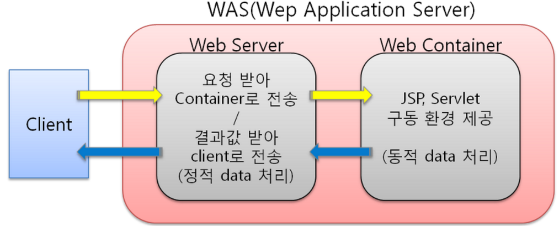 WAS(Wep Application Server)
Web Server
Web Container
Client
요청 받아
Container로 전송
/
결과값 받아
client로 전송
(정적 data 처리)
JSP, Servlet
구동 환경 제공
(동적 data 처리)